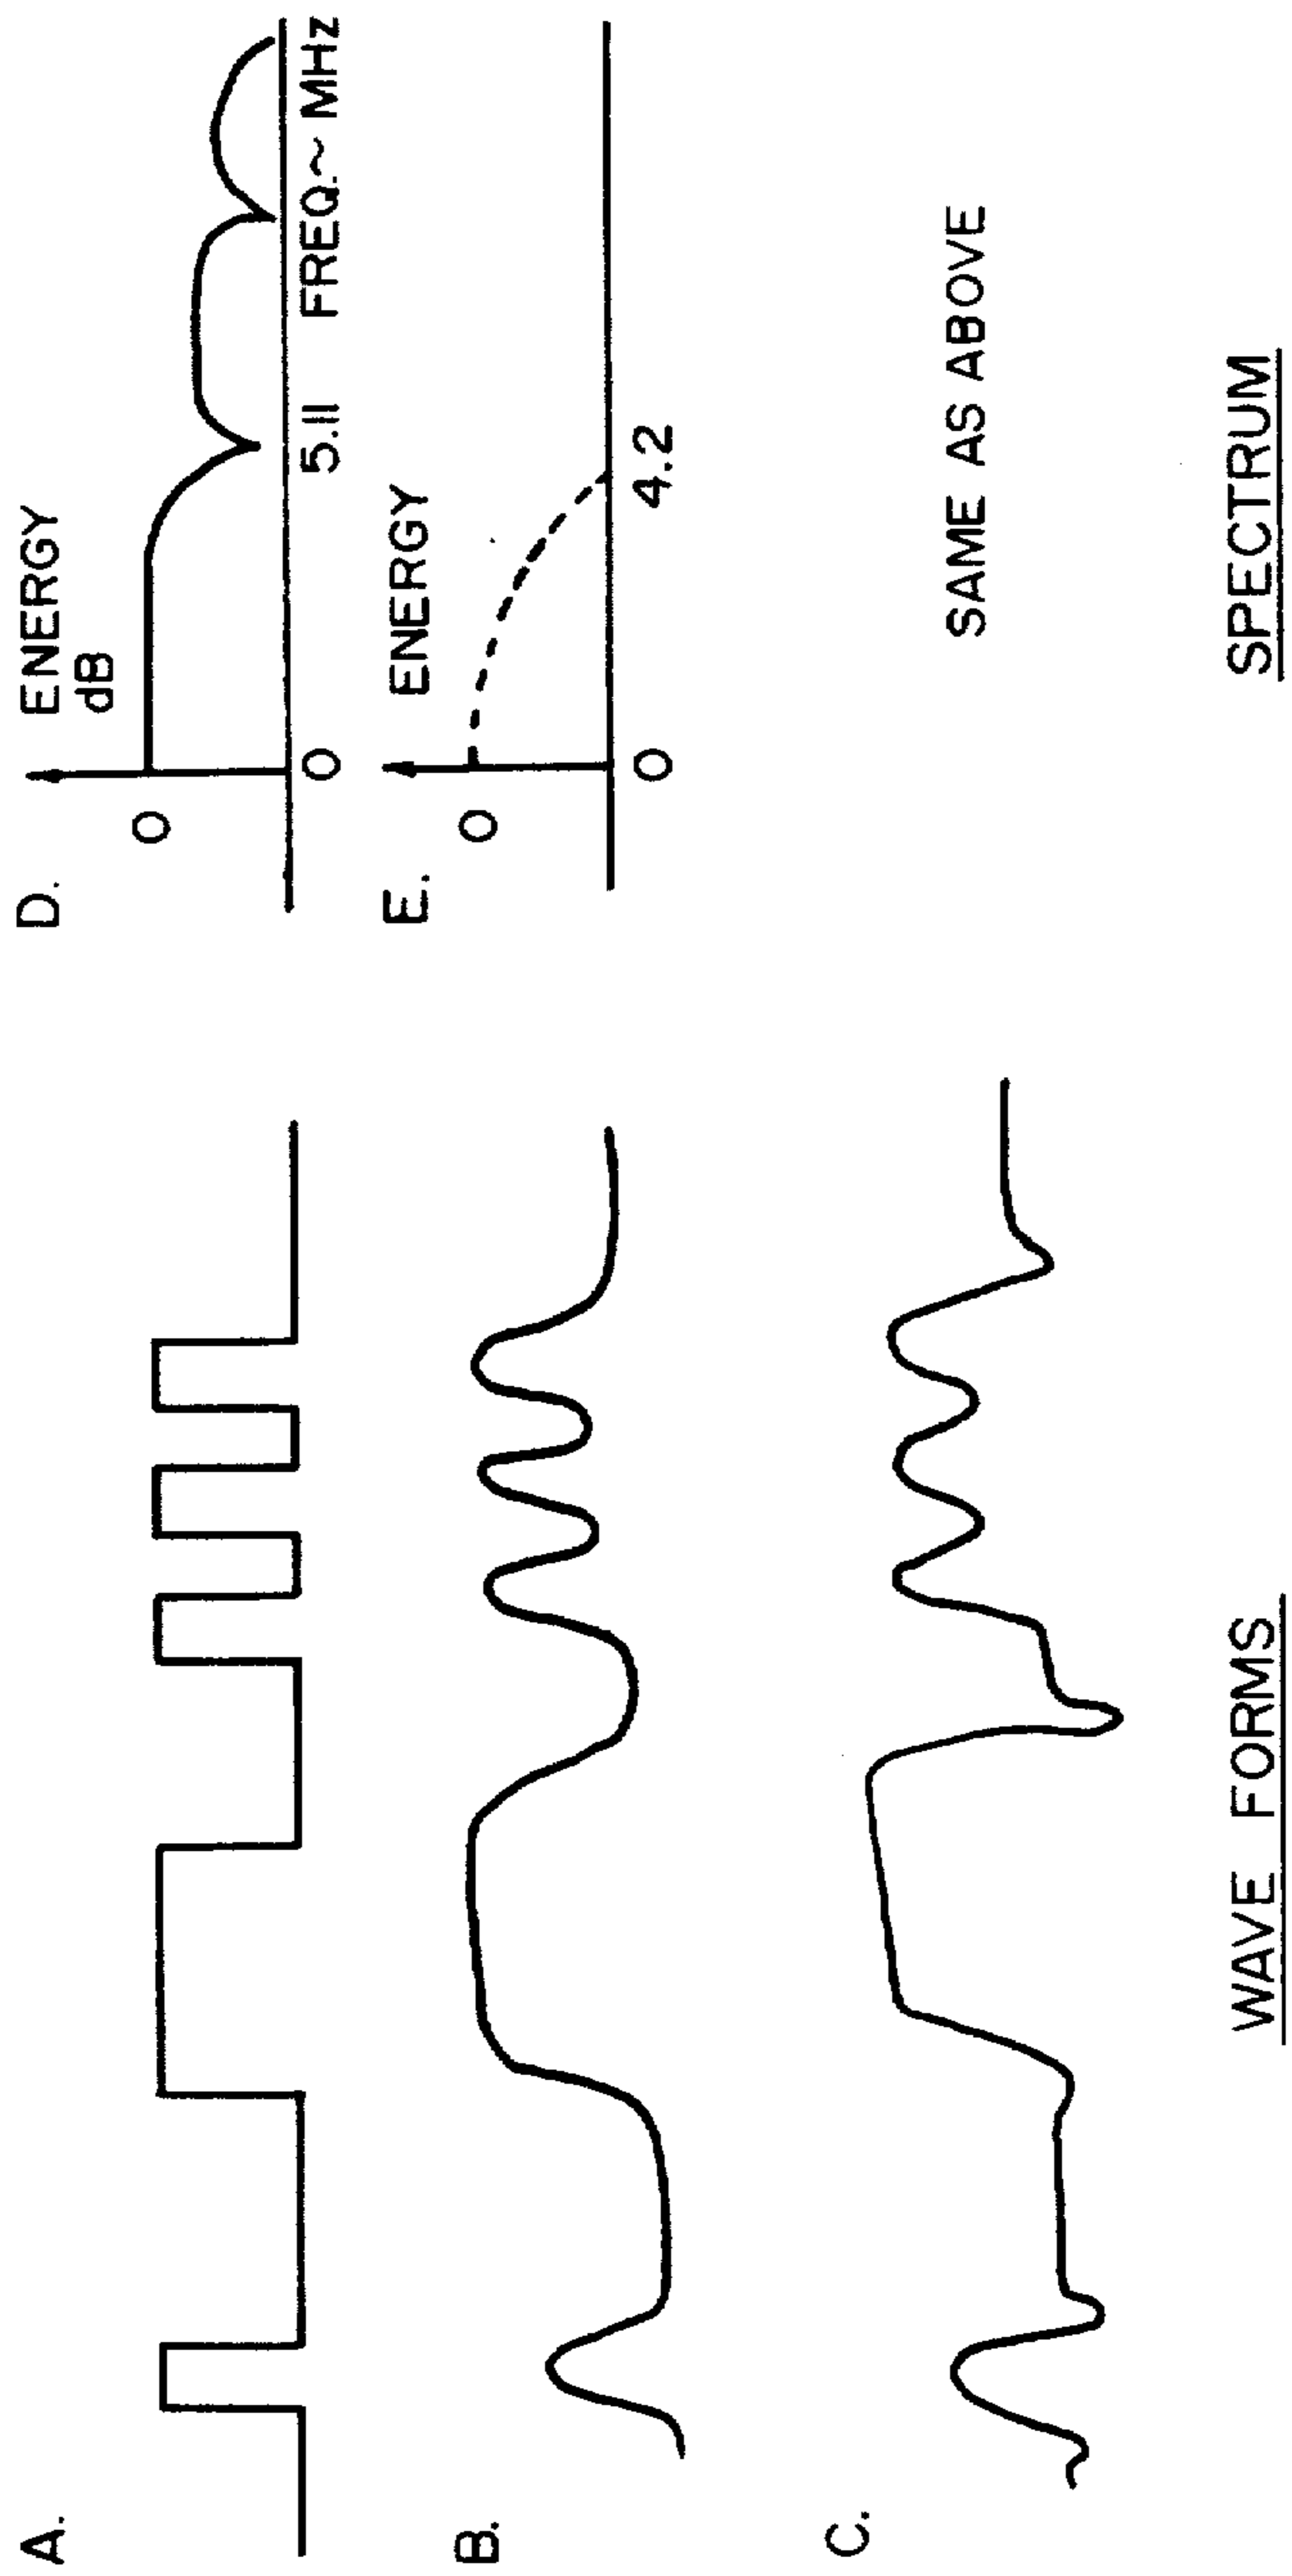 A.
D.
ENERGY
dB
0
0
5.11
FREQ.~ MHz
B.
E.
ENERGY
0
0
4.2
C.
SAME AS ABOVE
WAVE FORMS
SPECTRUM